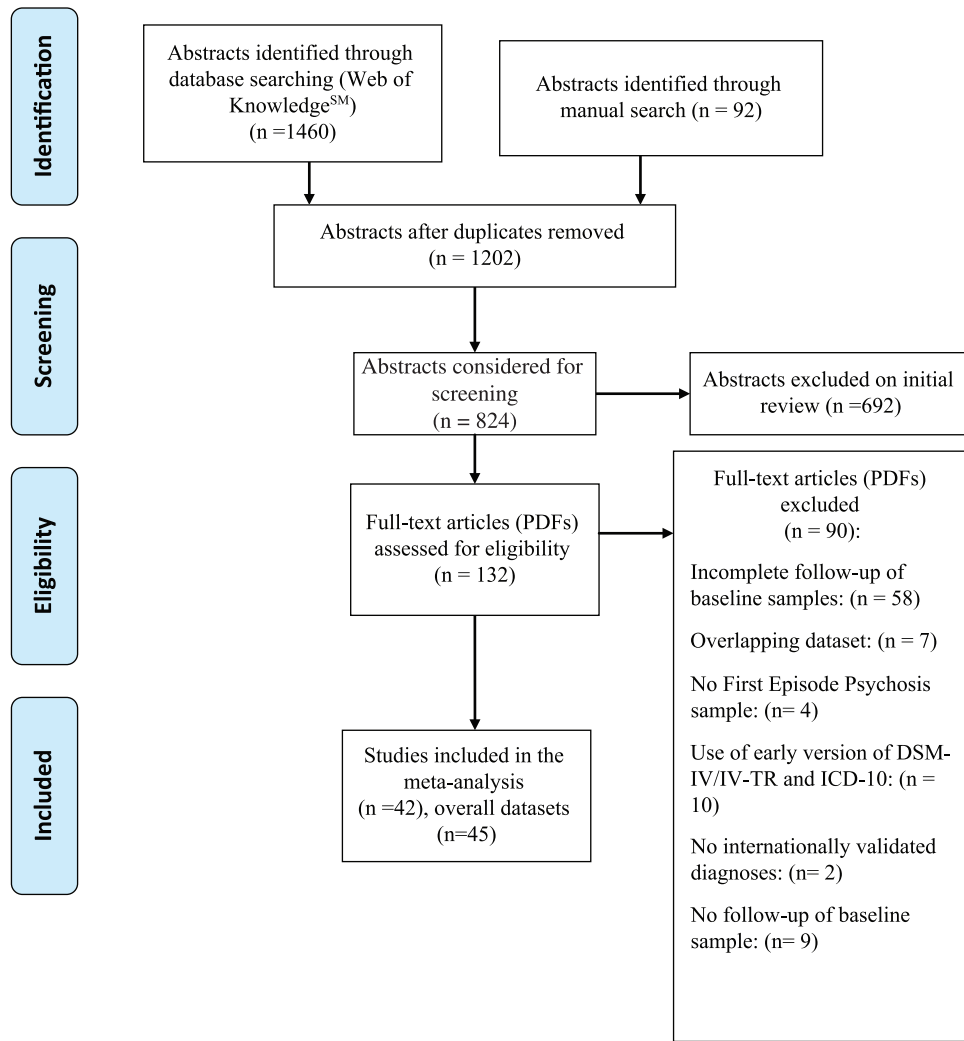 Identification
Abstracts identified through
database searching (Web of
Knowledge℠)
(n =1460)
Abstracts identified through
manual search (n = 92)
Abstracts after duplicates removed
(n = 1202)
Screening
Abstracts considered for
screening
(n = 824)
Abstracts excluded on initial
review (n =692)
Eligibility
Full-text articles (PDFs)
assessed for eligibility
(n = 132)
Full-text articles (PDFs)
excluded
(n = 90):
Incomplete follow-up of
baseline samples: (n = 58)
Overlapping dataset: (n = 7)
No First Episode Psychosis
sample: (n= 4)
Use of early version of DSM-
IV/IV-TR and ICD-10: (n =
10)
No internationally validated
diagnoses: (n= 2)
No follow-up of baseline
sample: (n= 9)
Included
Studies included in the
meta-analysis
(n =42), overall datasets
(n=45)